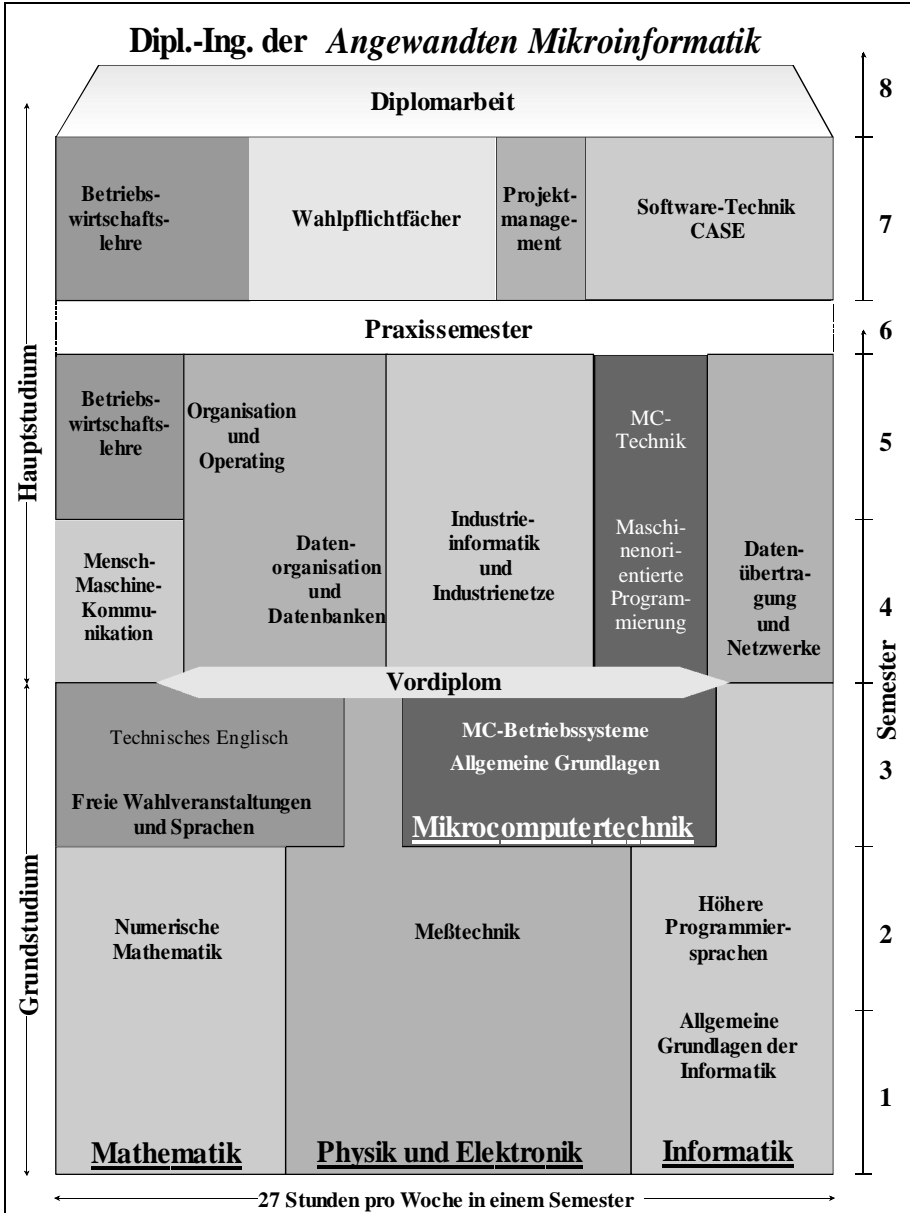 Dipl.-Ing. der Angewandten Mikroinformatik
Diplomarbeit
8
Betriebs-
wirtschafts-
lehre
Wahlpflichtfächer
Projekt-
manage-
ment
Software-Technik
CASE
7
Praxissemester
6
Hauptstudium
Betriebs-
wirtschafts-
lehre
Organisation
und
Operating
MC-
Technik
5
Mensch-
Maschine-
Kommu-
nikation
Daten-
organisation
und
Datenbanken
Industrie-
informatik
und
Industrienetze
Maschi-
nenori-
entierte
Program-
mierung
Daten-
übertra-
gung
und
Netzwerke
4
Vordiplom
Semester
Technisches Englisch
Freie Wahlveranstaltungen
und Sprachen
MC-Betriebssysteme
Allgemeine Grundlagen
Mikrocomputertechnik
3
Grundstudium
Numerische
Mathematik
Meßtechnik
Höhere
Programmier-
sprachen
2
Allgemeine
Grundlagen der
Informatik
1
Mathematik
Physik und Elektronik
Informatik
27 Stunden pro Woche in einem Semester